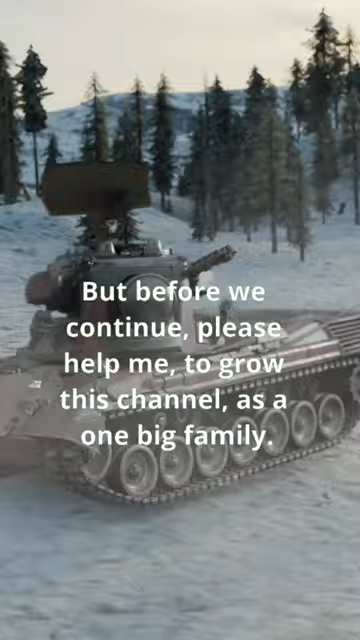 But before we
continue, please
help me, to grow
this channel, as a
one big family.